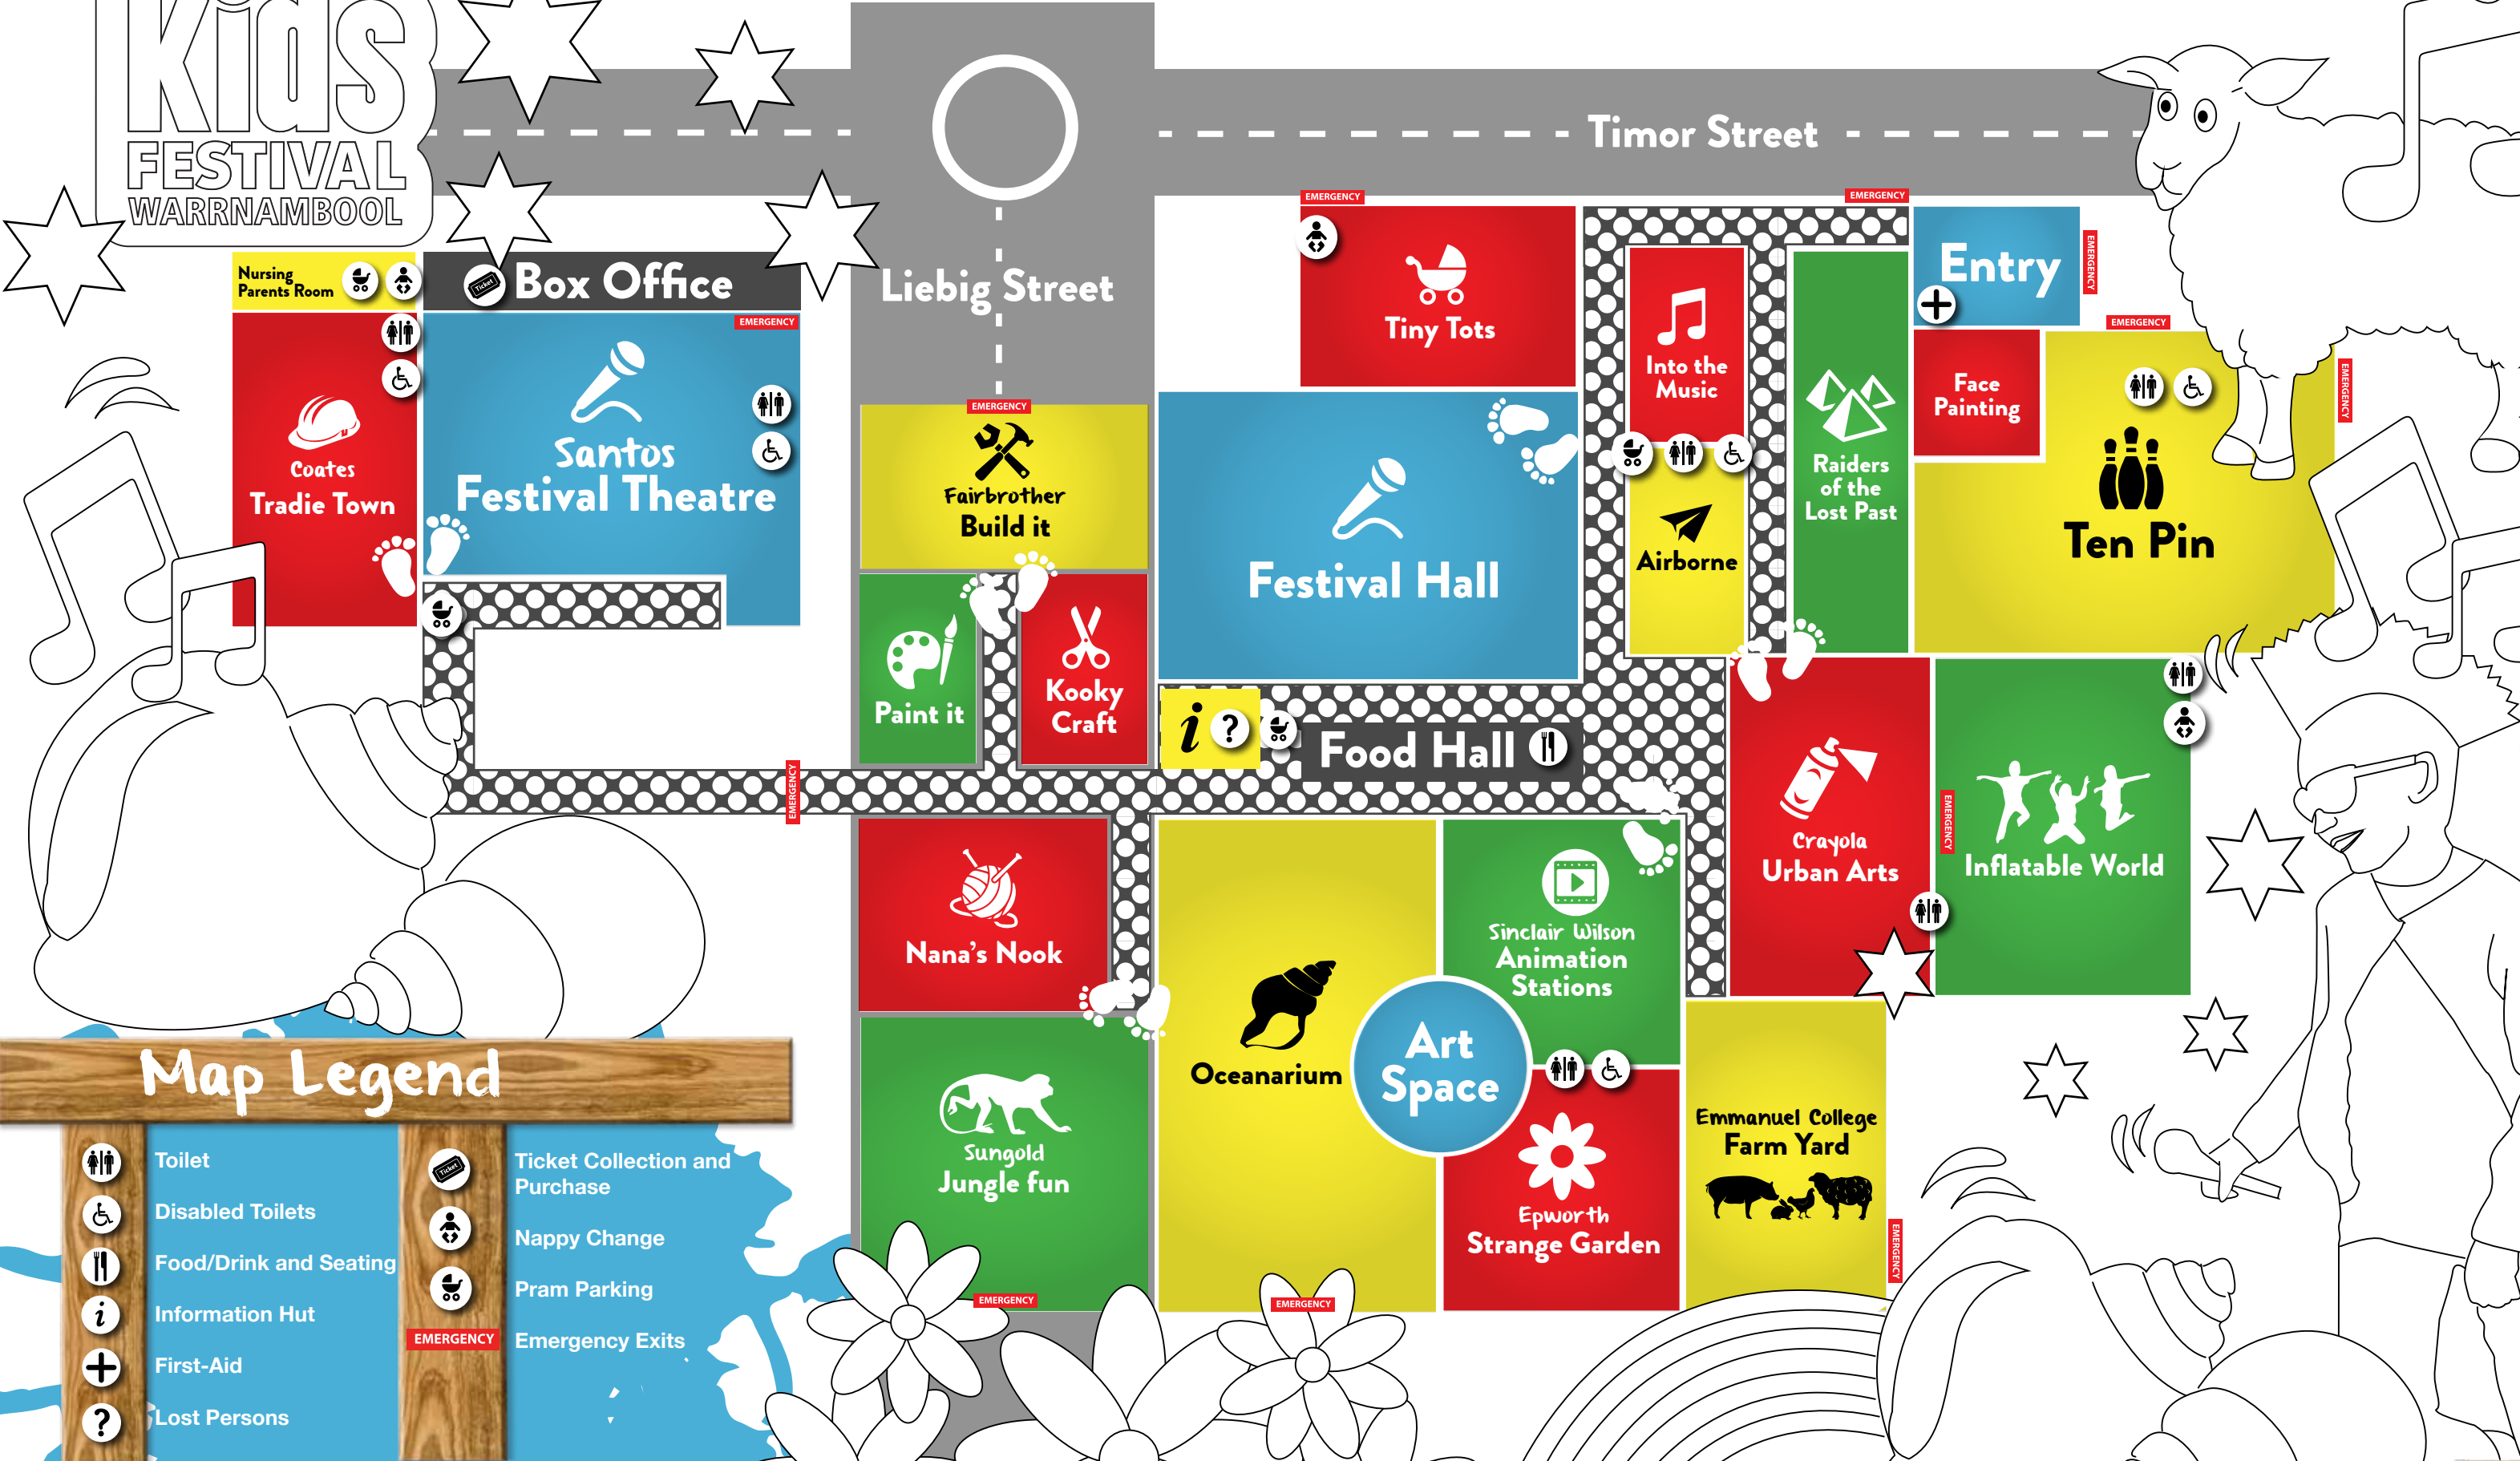 Kids
FESTIVAL
WARRNAMBOOL
Timor Street
Liebig Street
Nursing
Parents Room
Ticket
Box Office
EMERGENCY
Coates
Tradie Town
Santos
Festival Theatre
EMERGENCY
Fairbrother
Build it
Paint it
Kooky
Craft
EMERGENCY
EMERGENCY
Tiny Tots
Festival Hall
Into the
Music
Airborne
EMERGENCY
Raiders
of the
Lost Past
Entry
EMERGENCY
Face
Painting
EMERGENCY
EMERGENCY
Ten Pin
i ?
Food Hall
Crayola
Urban Arts
EMERGENCY
Inflatable World
Nana's Nook
Sungold
Jungle fun
EMERGENCY
Oceanarium
EMERGENCY
Sinclair Wilson
Animation
Stations
Art
Space
Epworth
Strange Garden
Emmanuel College
Farm Yard
EMERGENCY
Map Legend
Toilet
Disabled Toilets
Food/Drink and Seating
i
Information Hut
First-Aid
?
Lost Persons
Ticket
Ticket Collection and
Purchase
Nappy Change
Pram Parking
EMERGENCY
Emergency Exits